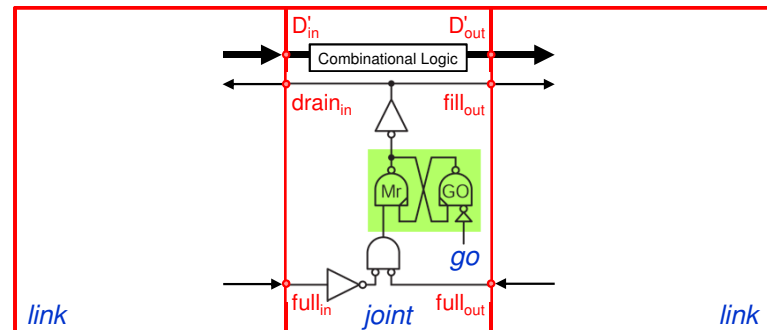 D'in D'out
Combinational Logic
drainin fillout
Mr GO
go
fullin fullout
link joint link